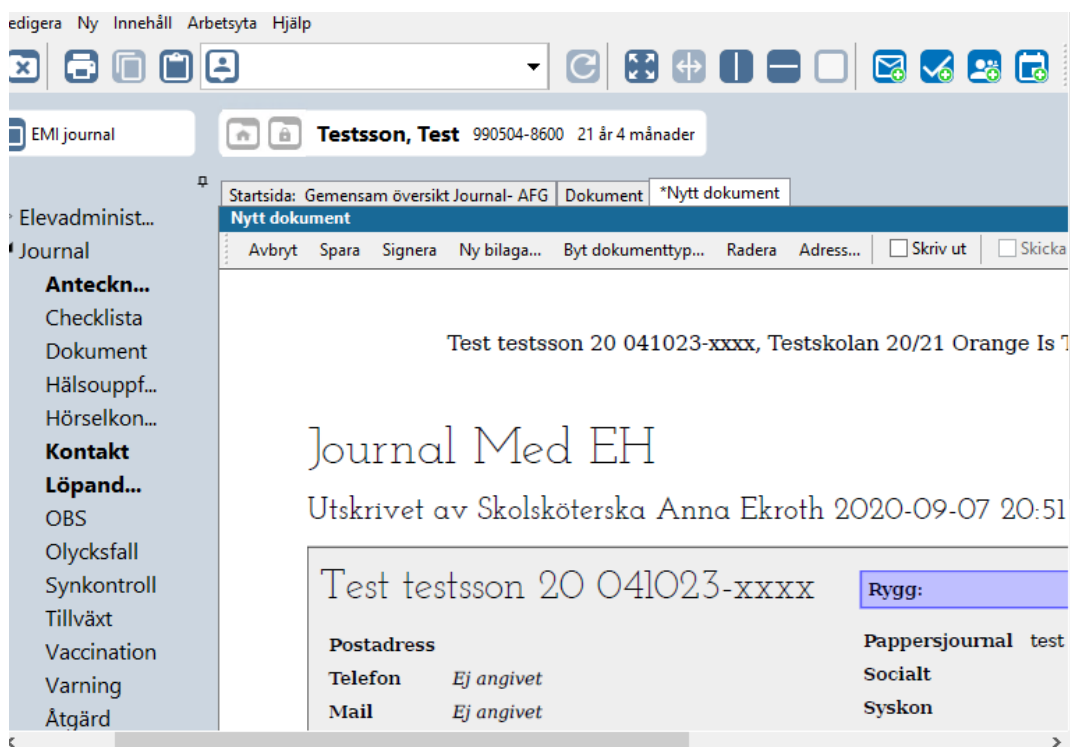 edigera Ny Innehåll Arbetsyta Hjälp
EMI journal
Testsson, Test 990504-8600 21 år 4 månader
Startsida: Gemensam översikt Journal- AFG Dokument *Nytt dokument
Nytt dokument
Avbryt Spara Signera Ny bilaga... Byt dokumenttyp... Radera Adress... Skriv ut Skicka
Elevadminist...
Journal
Anteckn...
Checklista
Dokument
Hälsouppf...
Hörselkon...
Kontakt
Löpand...
OBS
Olycksfall
Synkontroll
Tillväxt
Vaccination
Varning
Åtgärd
Test testsson 20 041023-xxxx, Testskolan 20/21 Orange Is
Journal Med EH
Utskrivet av Skolsköterska Anna Ekroth 2020-09-07 20:51
Test testsson 20 041023-xxxx
Postadress
Telefon Ej angivet
Mail Ej angivet
Rygg:
Pappersjournal test
Socialt
Syskon